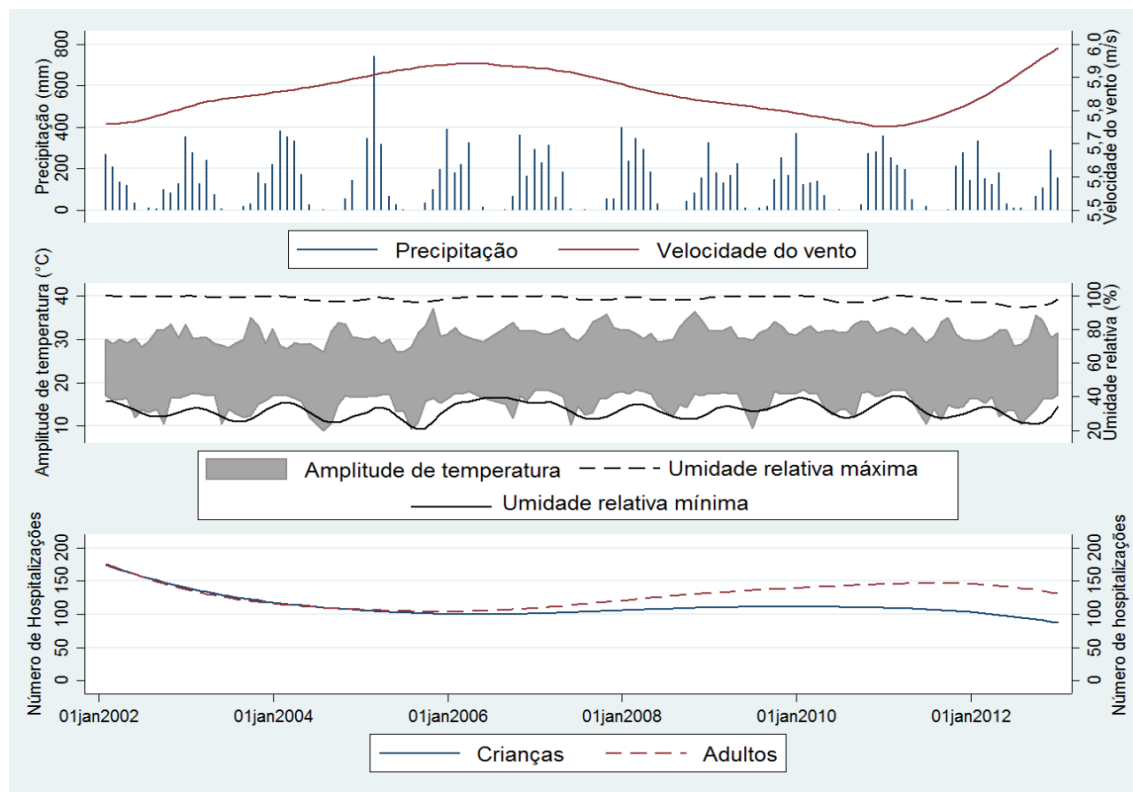 Precipitação (mm)
800
600
400
200
0
Velocidade do vento (m/s)
6,0
5,9
5,8
5,7
5,6
5,5
Precipitação
Velocidade do vento
Amplitude de temperatura (°C)
40
30
20
10
Umidade relativa (%)
100
80
60
40
20
Amplitude de temperatura
Umidade relativa máxima
Umidade relativa mínima
Número de Hospitalizações
200
150
100
50
0
Número de hospitalizações
200
150
100
50
0
01jan2002
01jan2004
01jan2006
01jan2008
01jan2010
01jan2012
Crianças
Adultos